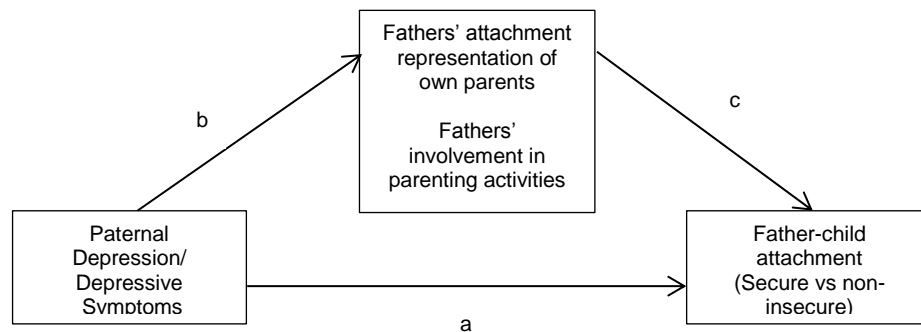 Fathers’ attachment
representation of
own parents
Fathers’
involvement in
parenting activities
b
c
Paternal
Depression/
Depressive
Symptoms
Father-child
attachment
(Secure vs non-
insecure)
a